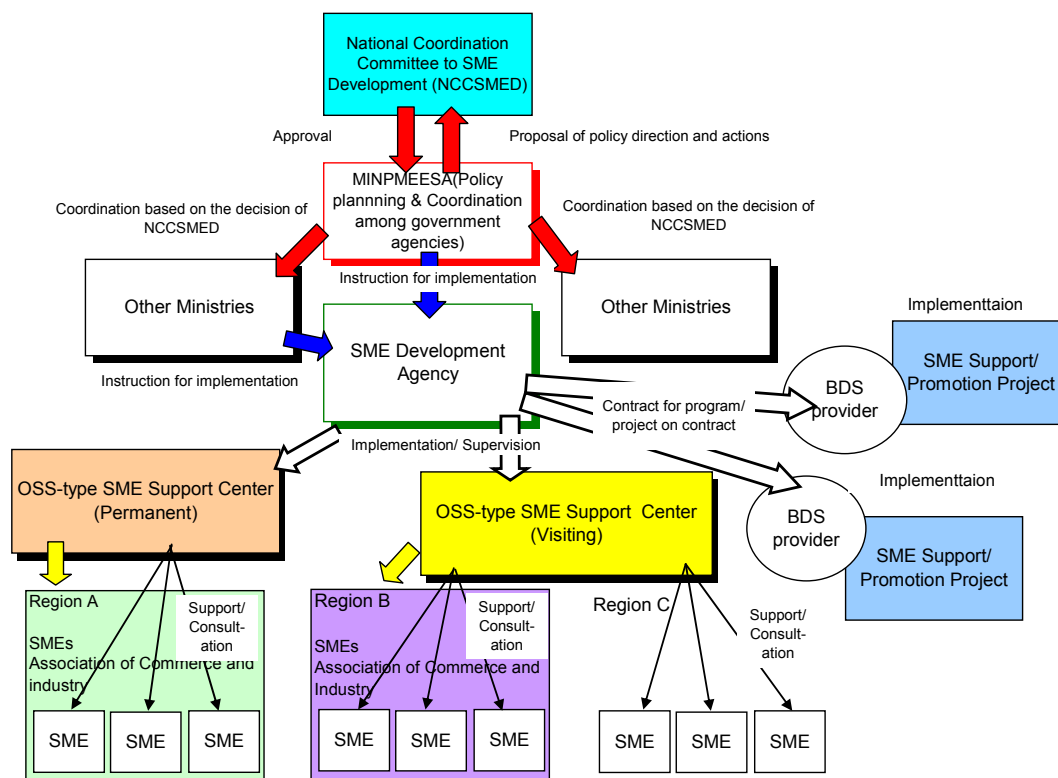 National Coordination
Committee to SME
Development (NCCSMED)
Approval
Proposal of policy direction and actions
MINPMEESA(Policy
plannning & Coordination
among government
agencies)
Coordination based on the decision of
NCCSMED
Coordination based on the decision of
NCCSMED
Instruction for implementation
Other Ministries
Other Ministries
Implementtaion
SME Development
Agency
SME Support/
Promotion Project
BDS
provider
Instruction for implementation
Contract for program/
project on contract
Implementation/ Supervision
OSS-type SME Support Center
(Permanent)
OSS-type SME Support  Center
(Visiting)
Implementtaion
BDS
provider
SME Support/
Promotion Project
Region A
SMEs
Association of Commerce and
industry
Support/
Consult-
ation
Region B
SMEs
Association of Commerce and
Industry
Support/
Consult-
ation
Region C
Support/
Consult-
ation
SME
SME
SME
SME
SME
SME
SME
SME
SME